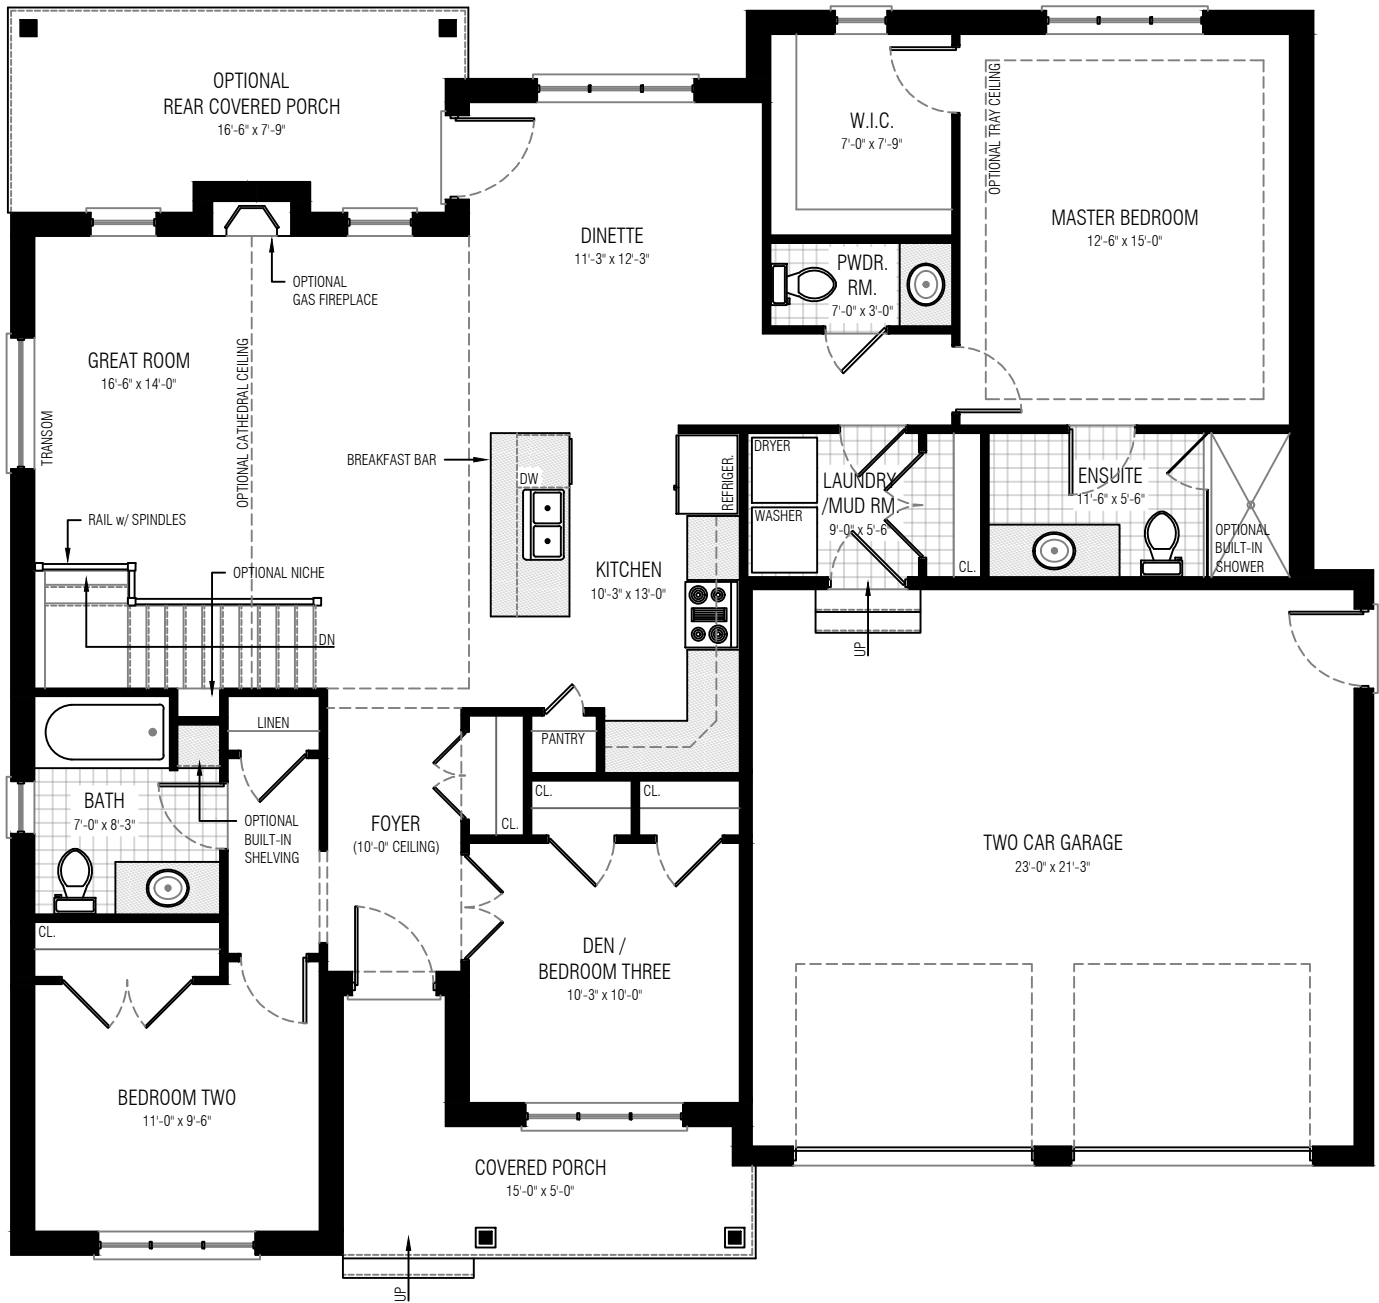 OPTIONAL
REAR COVERED PORCH
16'-6" x 7'-9"
W.I.C.
7'-0" x 7'-9"
OPTIONAL TRAY CEILING
MASTER BEDROOM
12'-6" x 15'-0"
DINETTE
11'-3" x 12'-3"
PWDR.
RM.
7'-0" x 3'-0"
OPTIONAL
GAS FIREPLACE
GREAT ROOM
16'-6" x 14'-0"
TRANSOM
OPTIONAL CATHEDRAL CEILING
BREAKFAST BAR
DW
REFRIGER.
DRYER
WASHER
LAUNDRY
/MUD RM.
9'-0" x 5'-6"
CL.
ENSUITE
11'-6" x 5'-6"
OPTIONAL
BUILT-IN
SHOWER
RAIL w/ SPINDLES
OPTIONAL NICHE
KITCHEN
10'-3" x 13'-0"
DN
UP
LINEN
PANTRY
BATH
7'-0" x 8'-3"
OPTIONAL
BUILT-IN
SHELVING
FOYER
(10'-0" CEILING)
CL.
CL.
CL.
TWO CAR GARAGE
23'-0" x 21'-3"
CL.
DEN /
BEDROOM THREE
10'-3" x 10'-0"
BEDROOM TWO
11'-0" x 9'-6"
COVERED PORCH
15'-0" x 5'-0"
UP